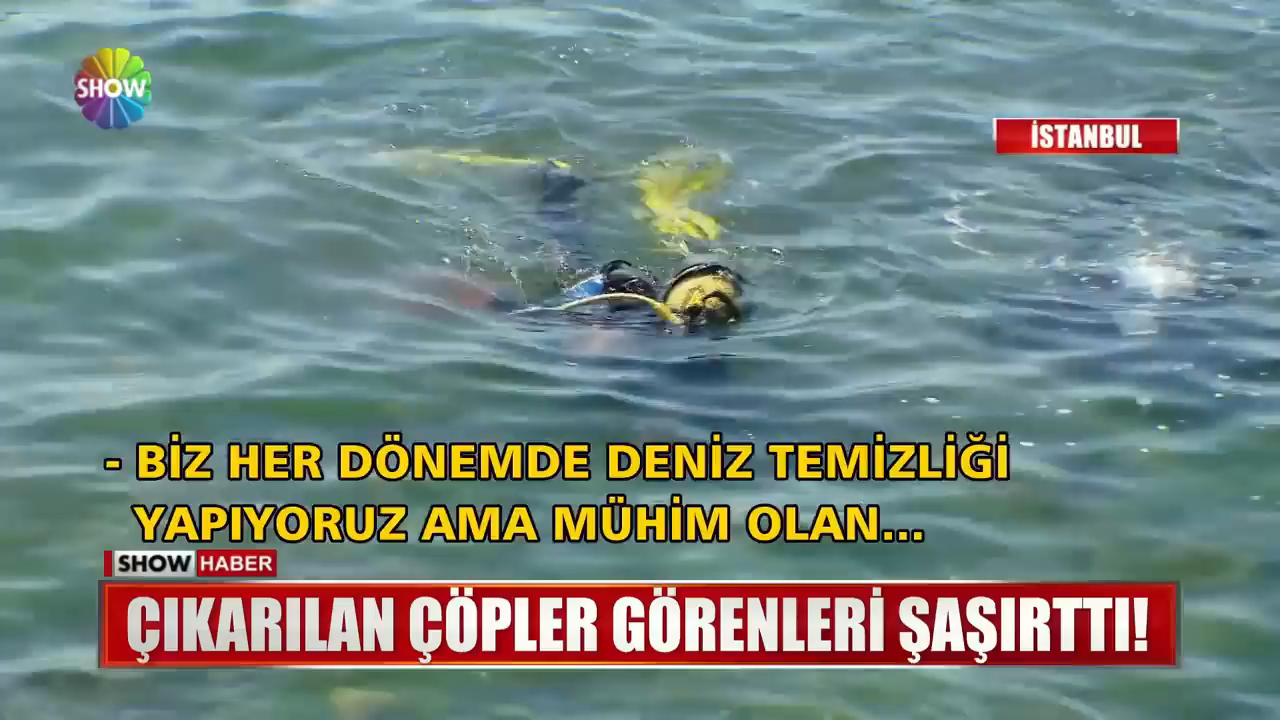 SHOW
İSTANBUL
- BİZ HER DÖNEMDE DENİZ TEMİZLİĞİ
YAPIYORUZ AMA MÜHİM OLAN...
SHOW HABER
ÇIKARILAN ÇÖPLER GÖRENLERİ ŞAŞIRTTI!